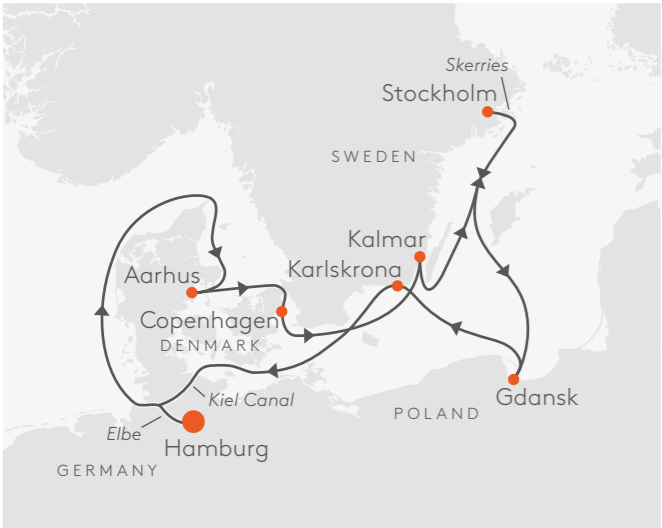 Skerries
Stockholm
SWEDEN
Kalmar
Karlskrona
Aarhus
Copenhagen
DENMARK
Kiel Canal
Gdansk
POLAND
Elbe
Hamburg
GERMANY